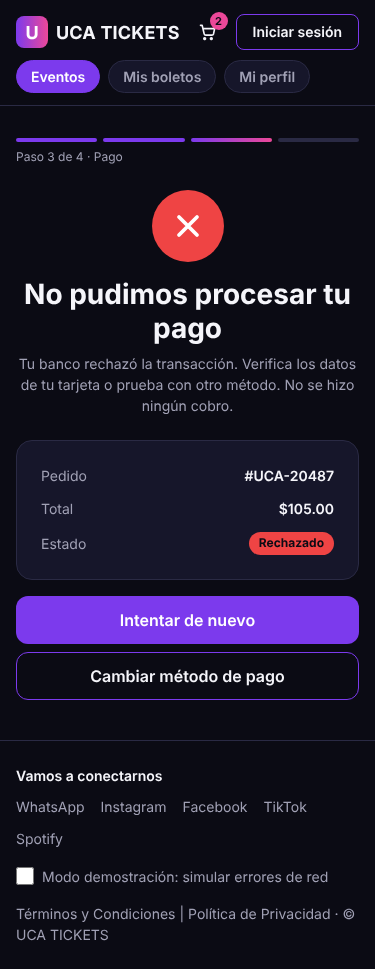 U UCA TICKETS 2 Iniciar sesión
Eventos Mis boletos Mi perfil
Paso 3 de 4 · Pago
No pudimos procesar tu
pago
Tu banco rechazó la transacción. Verifica los datos
de tu tarjeta o prueba con otro método. No se hizo
ningún cobro.
Pedido #UCA-20487
Total $105.00
Estado Rechazado
Intentar de nuevo
Cambiar método de pago
Vamos a conectarnos
WhatsApp Instagram Facebook TikTok
Spotify
Modo demostración: simular errores de red
Términos y Condiciones | Política de Privacidad · ©
UCA TICKETS